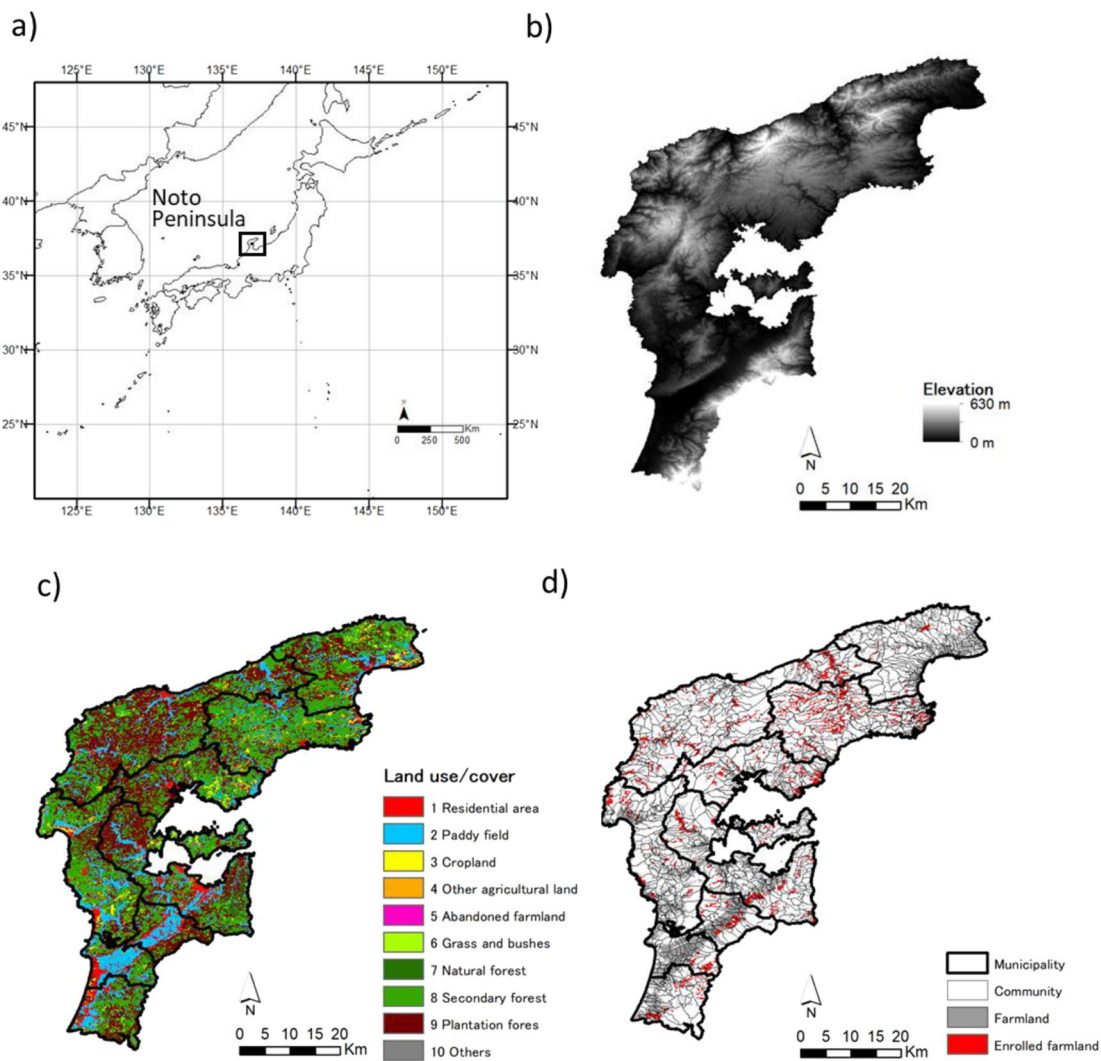 a)
125°E 130°E 135°E 140°E 145°E 150°E
45°N 45°N
40°N 40°N
Noto
Peninsula
35°N 35°N
30°N 30°N
25°N 25°N
N
0 250 500 Km
125°E 130°E 135°E 140°E 145°E 150°E
b)
Elevation
630 m
0 m
N
0 5 10 15 20
Km
c)
Land use/cover
1 Residential area
2 Paddy field
3 Cropland
4 Other agricultural land
5 Abandoned farmland
6 Grass and bushes
7 Natural forest
8 Secondary forest
9 Plantation fores
10 Others
N
0 5 10 15 20
Km
d)
Municipality
Community
Farmland
Enrolled farmland
N
0 5 10 15 20
Km